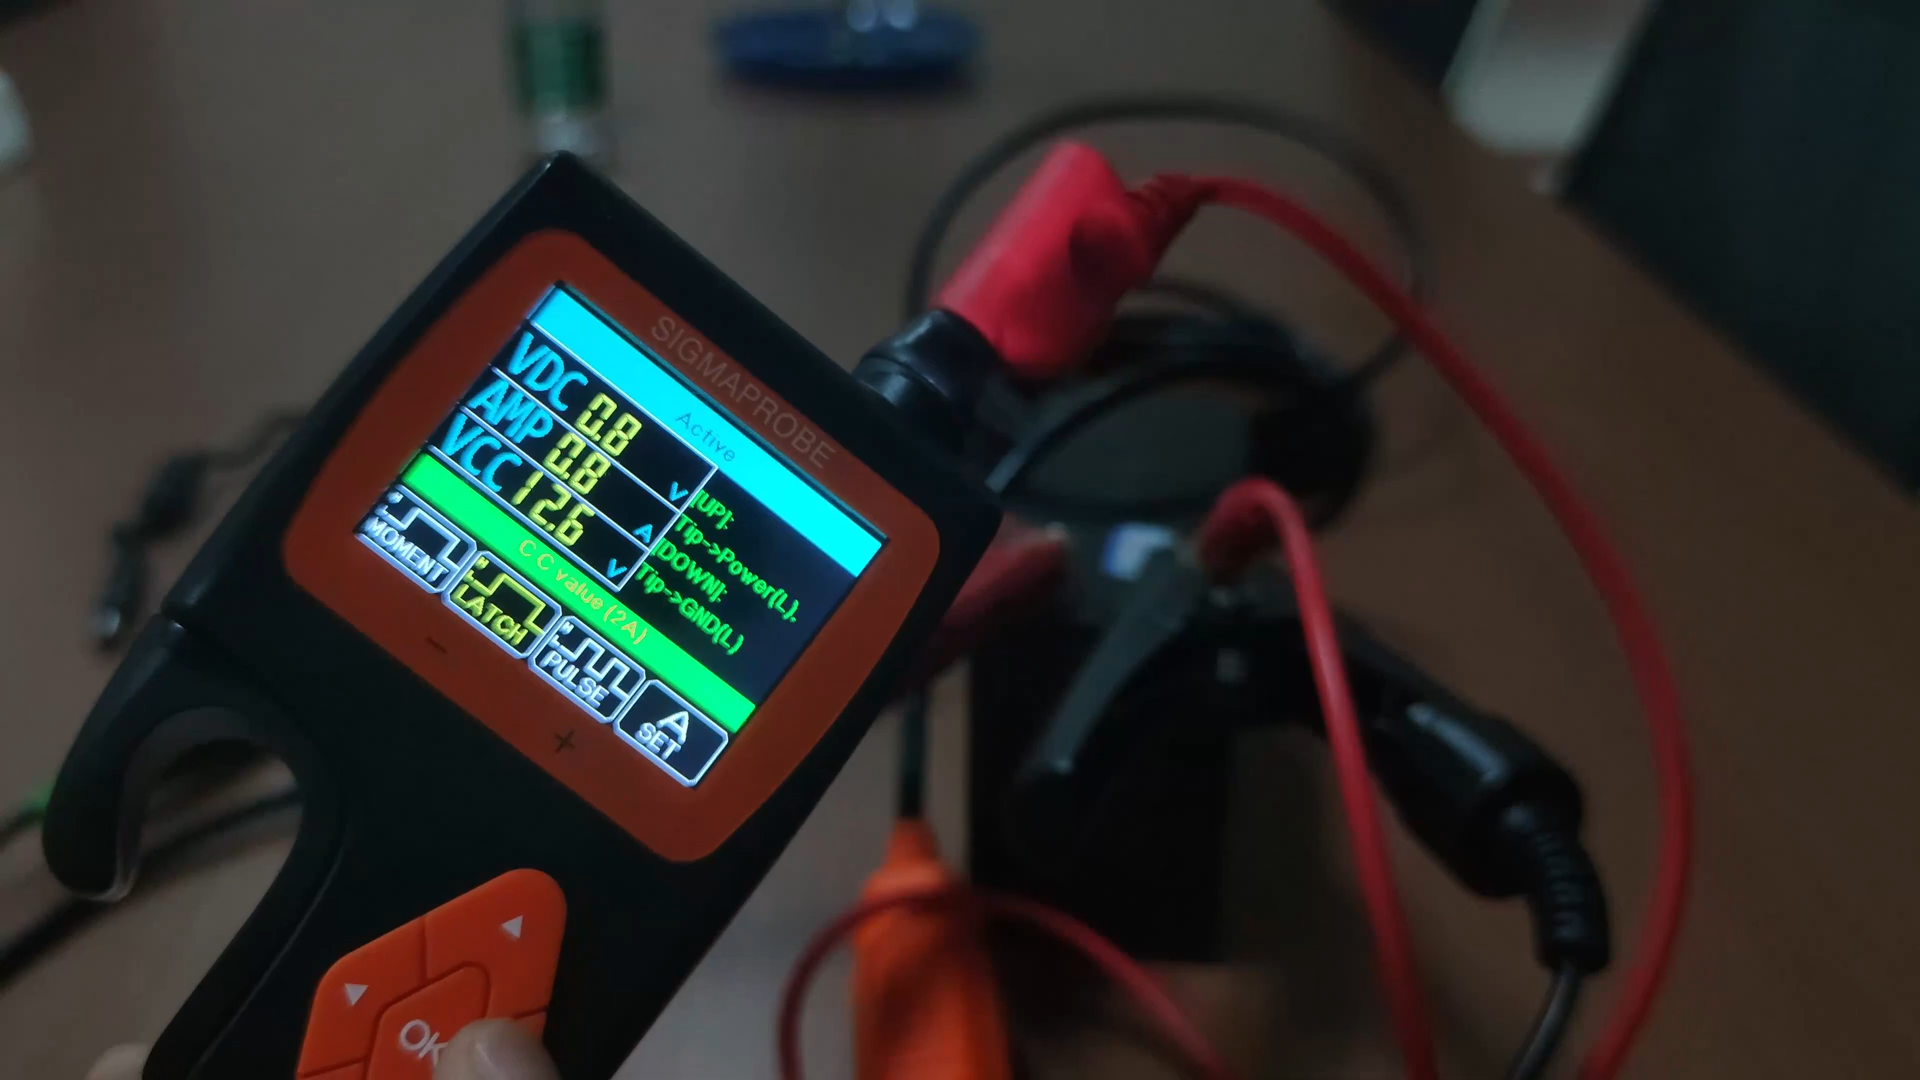 SIGMAPROBE
Active
VDC 0.0 V
AMP 0.0 A
VCC 12.6 V
[UP]:
Tip->Power(L),
[DOWN]:
Tip->GND(L)
C C value (2A)
MOMENT
H L LATCH
H L PULSE
A SET
- +
OK